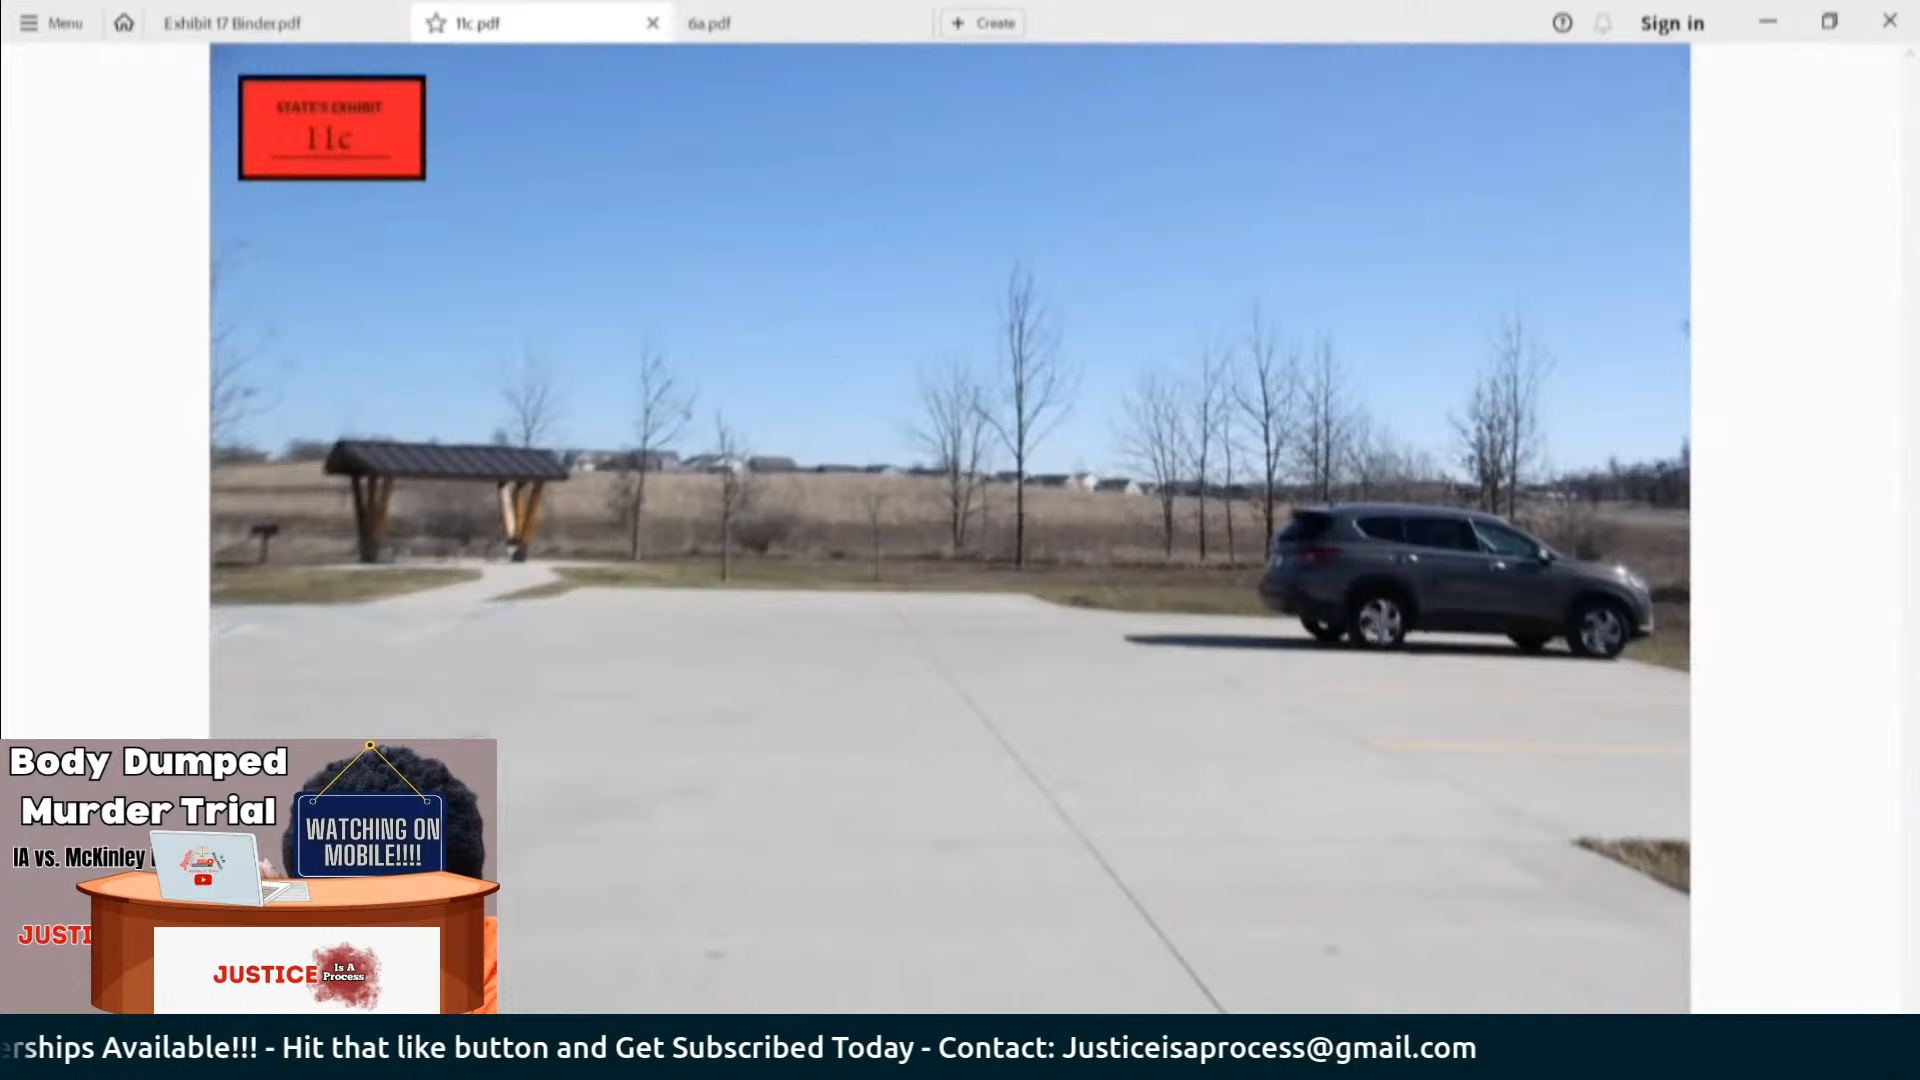 Menu
Exhibit 17 Binder.pdf
11c.pdf
6a.pdf
+ Create
Sign in
STATE'S EXHIBIT
11c
Body Dumped
Murder Trial
IA vs. McKinley
WATCHING ON
MOBILE!!!!
JUSTICE Is A Process
erships Available!!! - Hit that like button and Get Subscribed Today - Contact: Justiceisaprocess@gmail.com